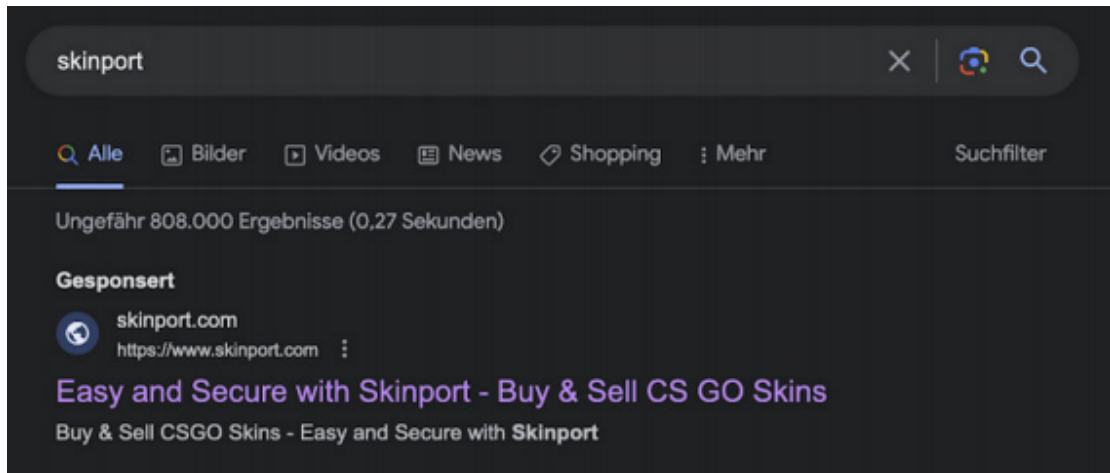 skinport
Alle Bilder Videos News Shopping Mehr Suchfilter
Ungefähr 808.000 Ergebnisse (0,27 Sekunden)
Gesponsert
skinport.com
https://www.skinport.com
Easy and Secure with Skinport - Buy & Sell CS GO Skins
Buy & Sell CSGO Skins - Easy and Secure with Skinport